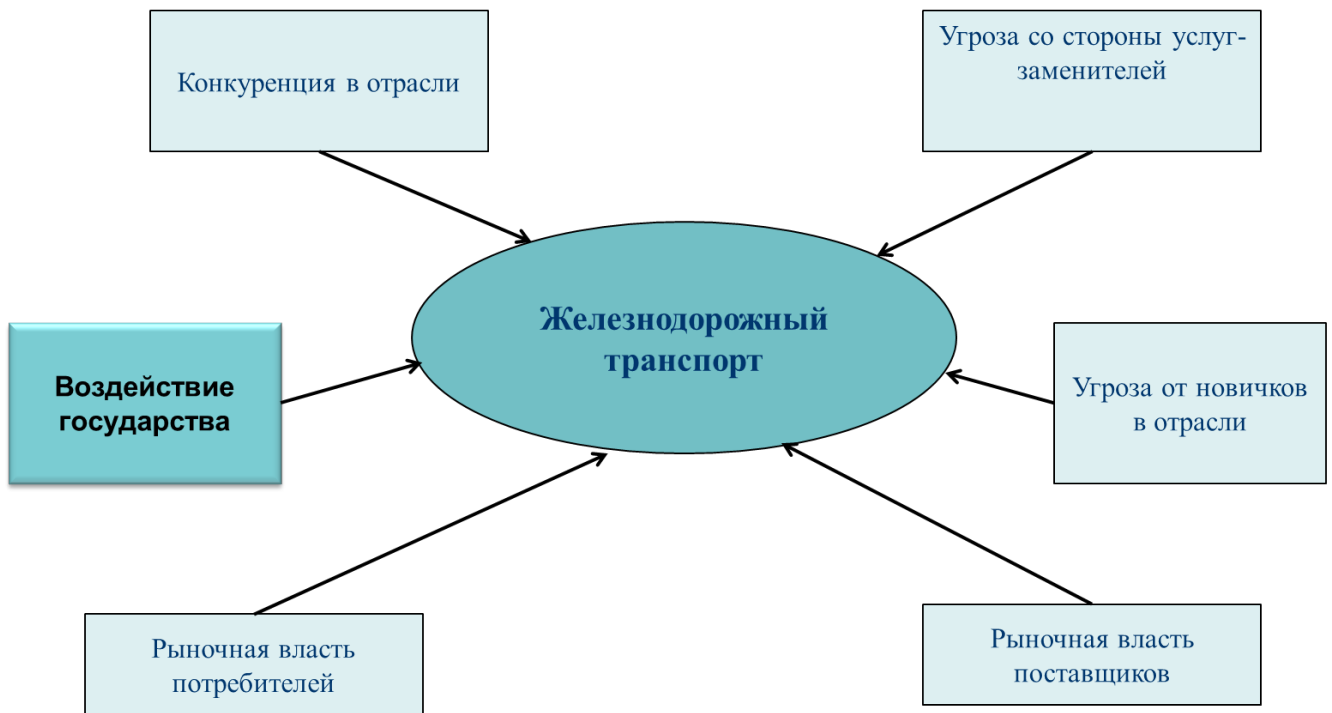 Конкуренция в отрасли
Угроза со стороны услуг-
заменителей
Железнодорожный
транспорт
Воздействие
государства
Угроза от новичков
в отрасли
Рыночная власть
потребителей
Рыночная власть
поставщиков